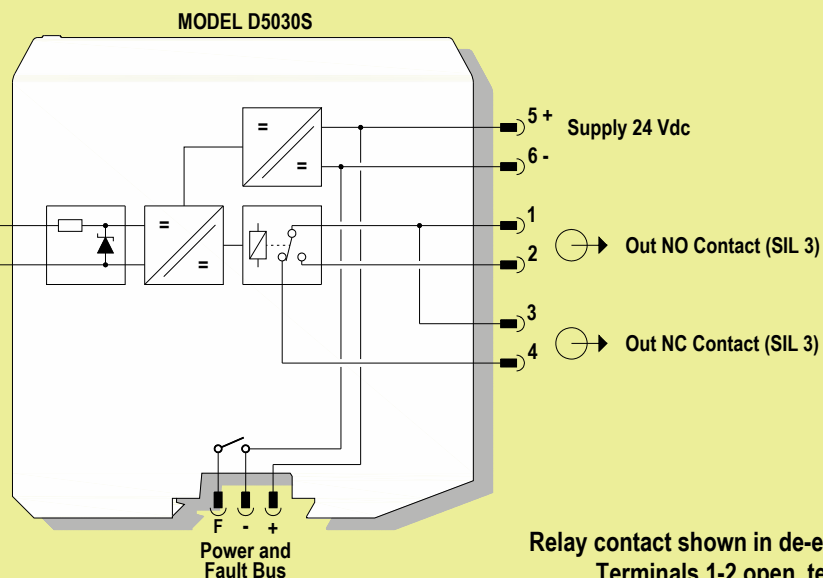 MODEL D5030S
=
=
5 +
Supply 24 Vdc
6 -
=
=
1
2
Out NO Contact (SIL 3)
3
4
Out NC Contact (SIL 3)
F - +
Power and
Fault Bus
Relay contact shown in de-e
Terminals 1-2 open, te